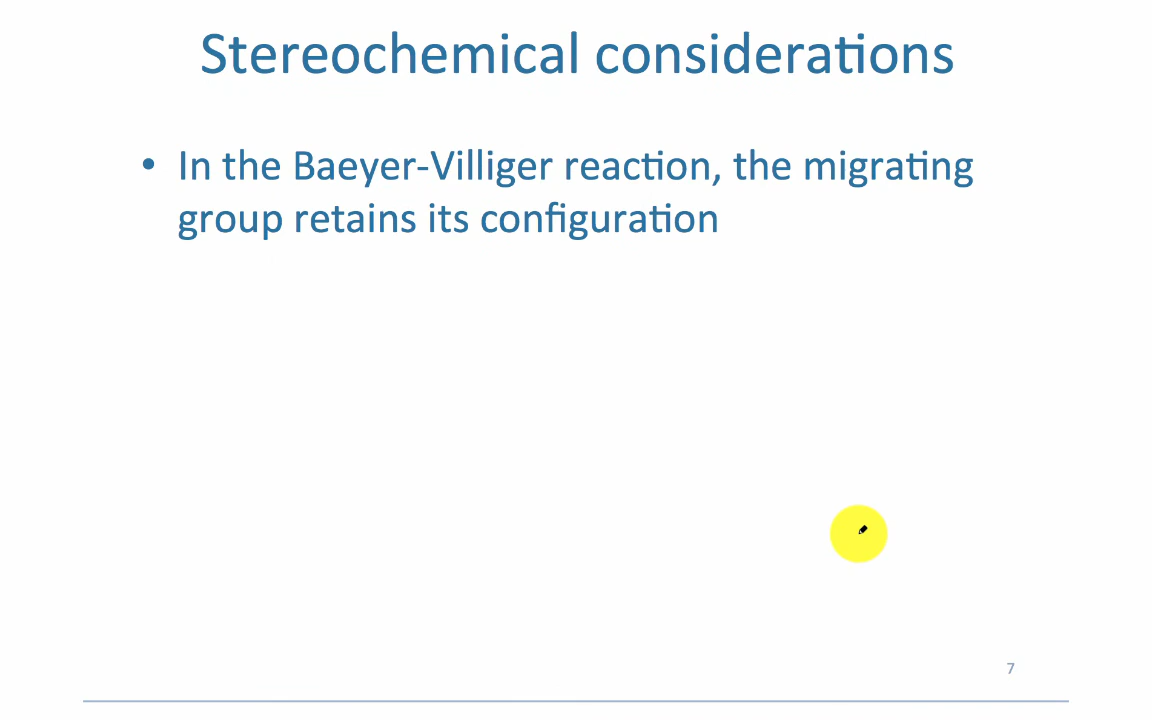 Stereochemical considerations
• In the Baeyer-Villiger reaction, the migrating
group retains its configuration
7